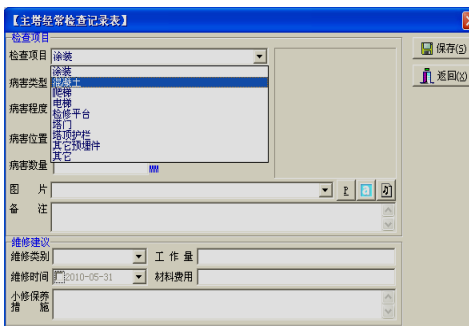 【主塔经常检查记录表】
检查项目
检查项目 涂装
保存(S)
涂装
病害类型 混凝土
返回(X)
爬梯
电梯
病害程度 检修平台
塔门
病害位置 塔顶护栏
其它预埋件
其它
病害数量
图 片
备 注
维修建议
维修类别 工 作 量
维修时间 2010-05-31 材料费用
小修保养
措 施